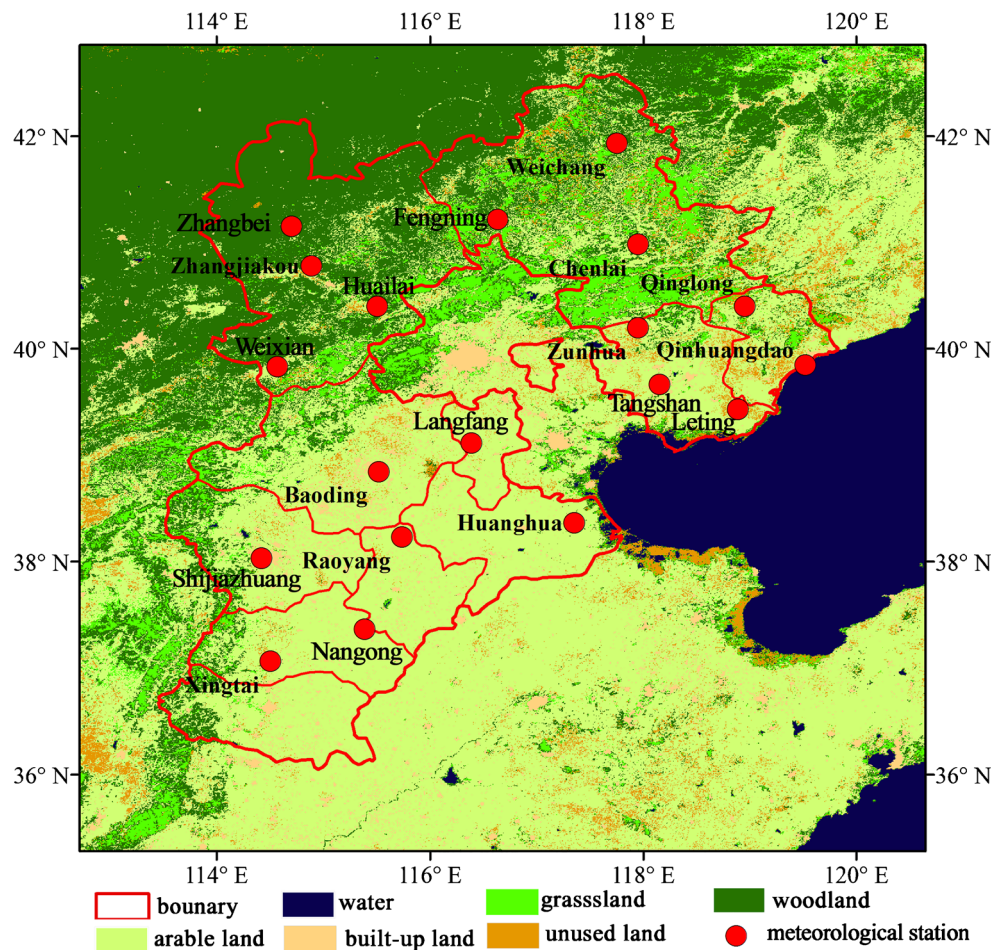 114° E 116° E 118° E 120° E
42° N 42° N
Weichang
Fengning
Zhangbei
Chenlai
Zhangjiakou
Qinglong
Huailai
40° N 40° N
Weixian
Zunhua
Qinhuangdao
Tangshan
Langfang
Leting
Baoding
Huanghua
38° N 38° N
Raoyang
Shijiazhuang
Nangong
Xingtai
36° N 36° N
114° E 116° E 118° E 120° E
bounary water grasssland woodland
arable land built-up land unused land meteorological station